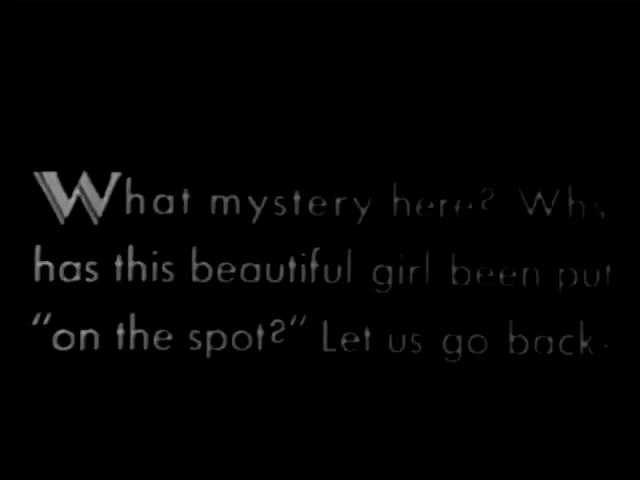 What mystery here? Why
has this beautiful girl been put
"on the spot?" Let us go back-